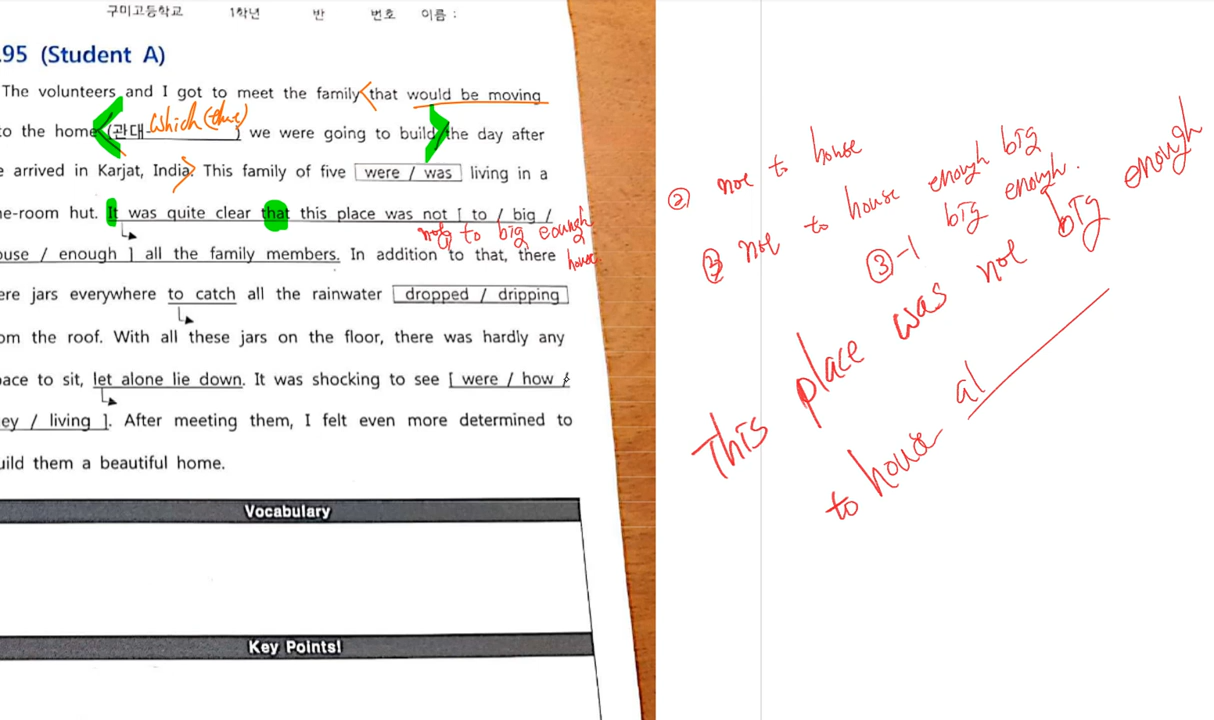 구미고등학교 1학년 반 번호 이름 :
.95 (Student A)
The volunteers and I got to meet the family that would be moving
to the home (관대 which (that) ) we were going to build the day after
e arrived in Karjat, India. This family of five [ were / was ] living in a
ne-room hut. It was quite clear that this place was not [ to / big /
not to big eough
ouse / enough ] all the family members. In addition to that, there
house
ere jars everywhere to catch all the rainwater [ dropped / dripping ]
om the roof. With all these jars on the floor, there was hardly any
pace to sit, let alone lie down. It was shocking to see [ were / how /
ey / living ]. After meeting them, I felt even more determined to
uild them a beautiful home.
Vocabulary
Key Points!
② not to house
③ not to house enough big
③-1 big enough.
This place was not big enough
to house al